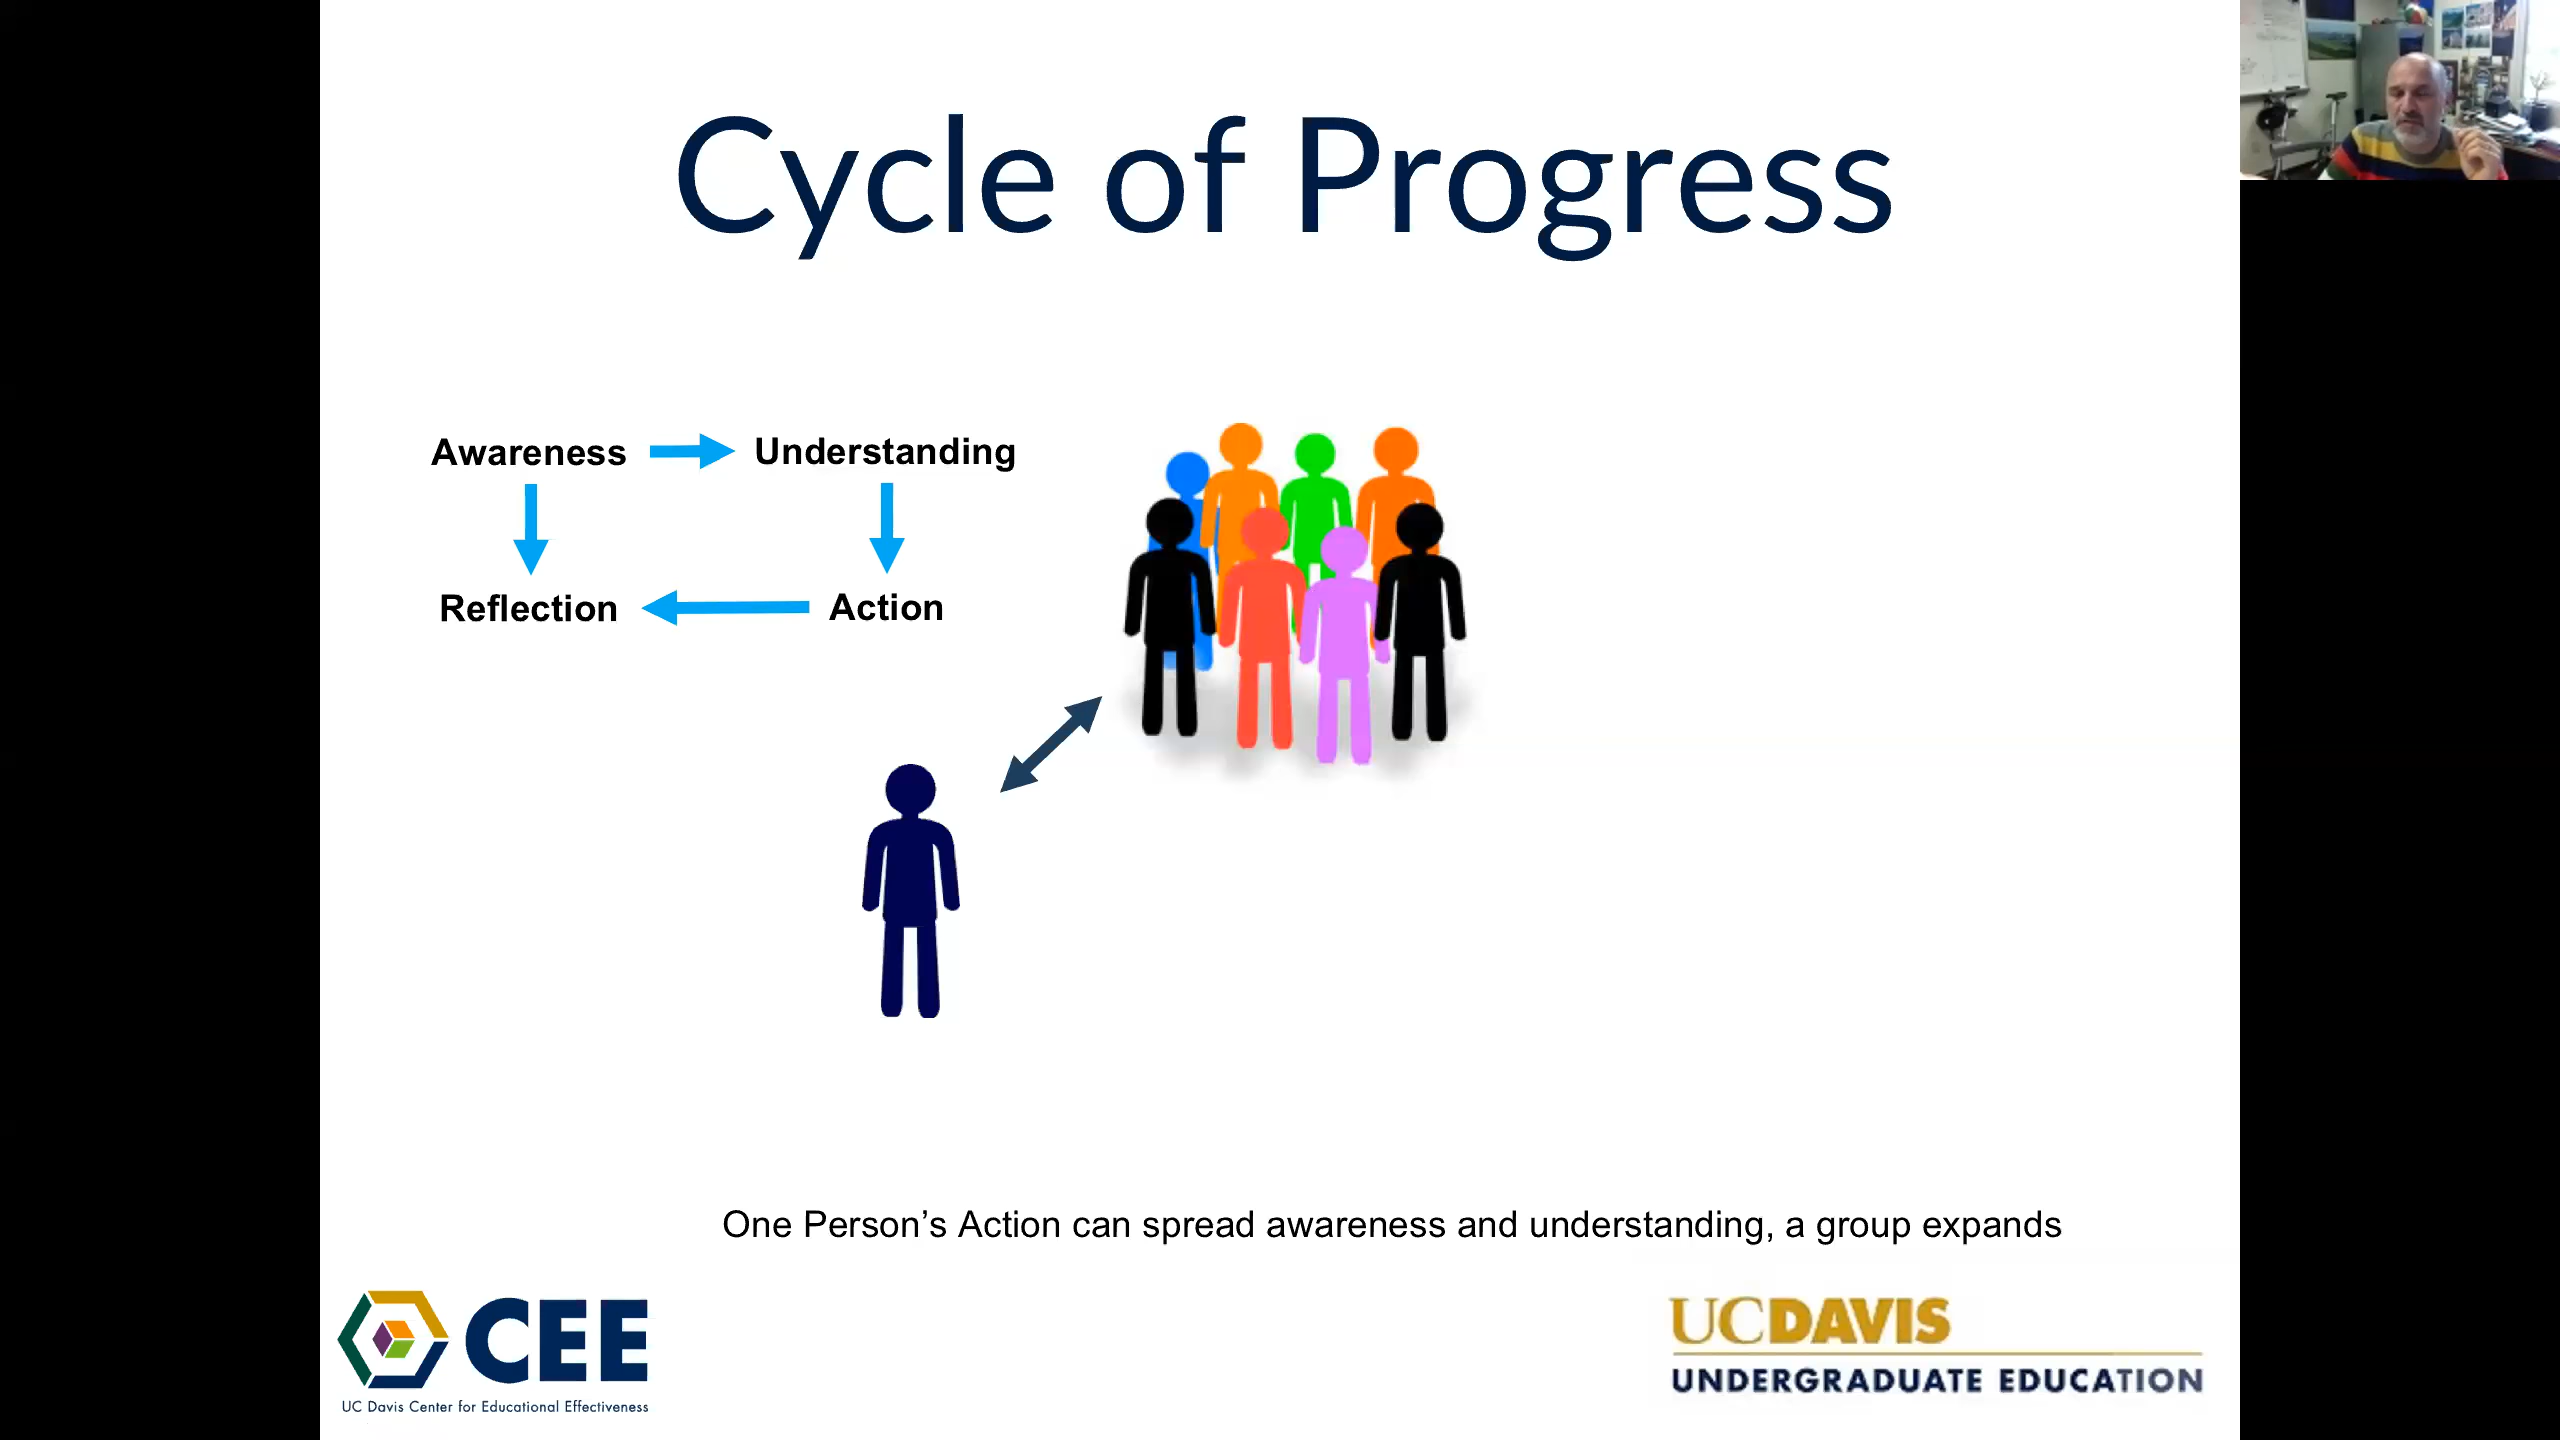 Cycle of Progress
Awareness
Understanding
Reflection
Action
One Person’s Action can spread awareness and understanding, a group expands
CEE
UC Davis Center for Educational Effectiveness
UCDAVIS
UNDERGRADUATE EDUCATION